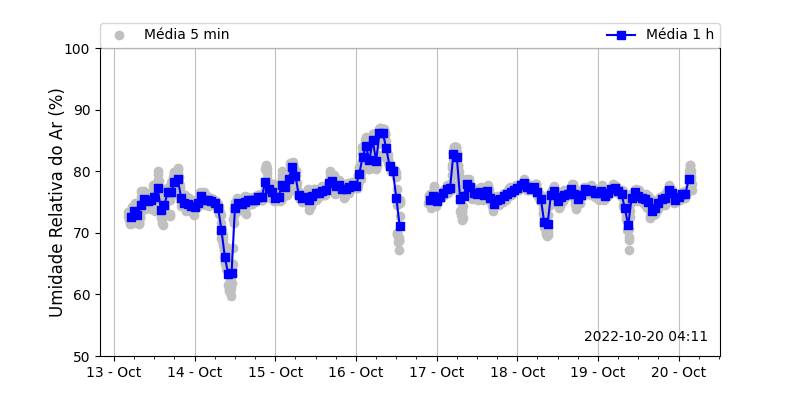 Média 5 min
Média 1 h
Umidade Relativa do Ar (%)
100
90
80
70
60
50
2022-10-20 04:11
13 - Oct
14 - Oct
15 - Oct
16 - Oct
17 - Oct
18 - Oct
19 - Oct
20 - Oct